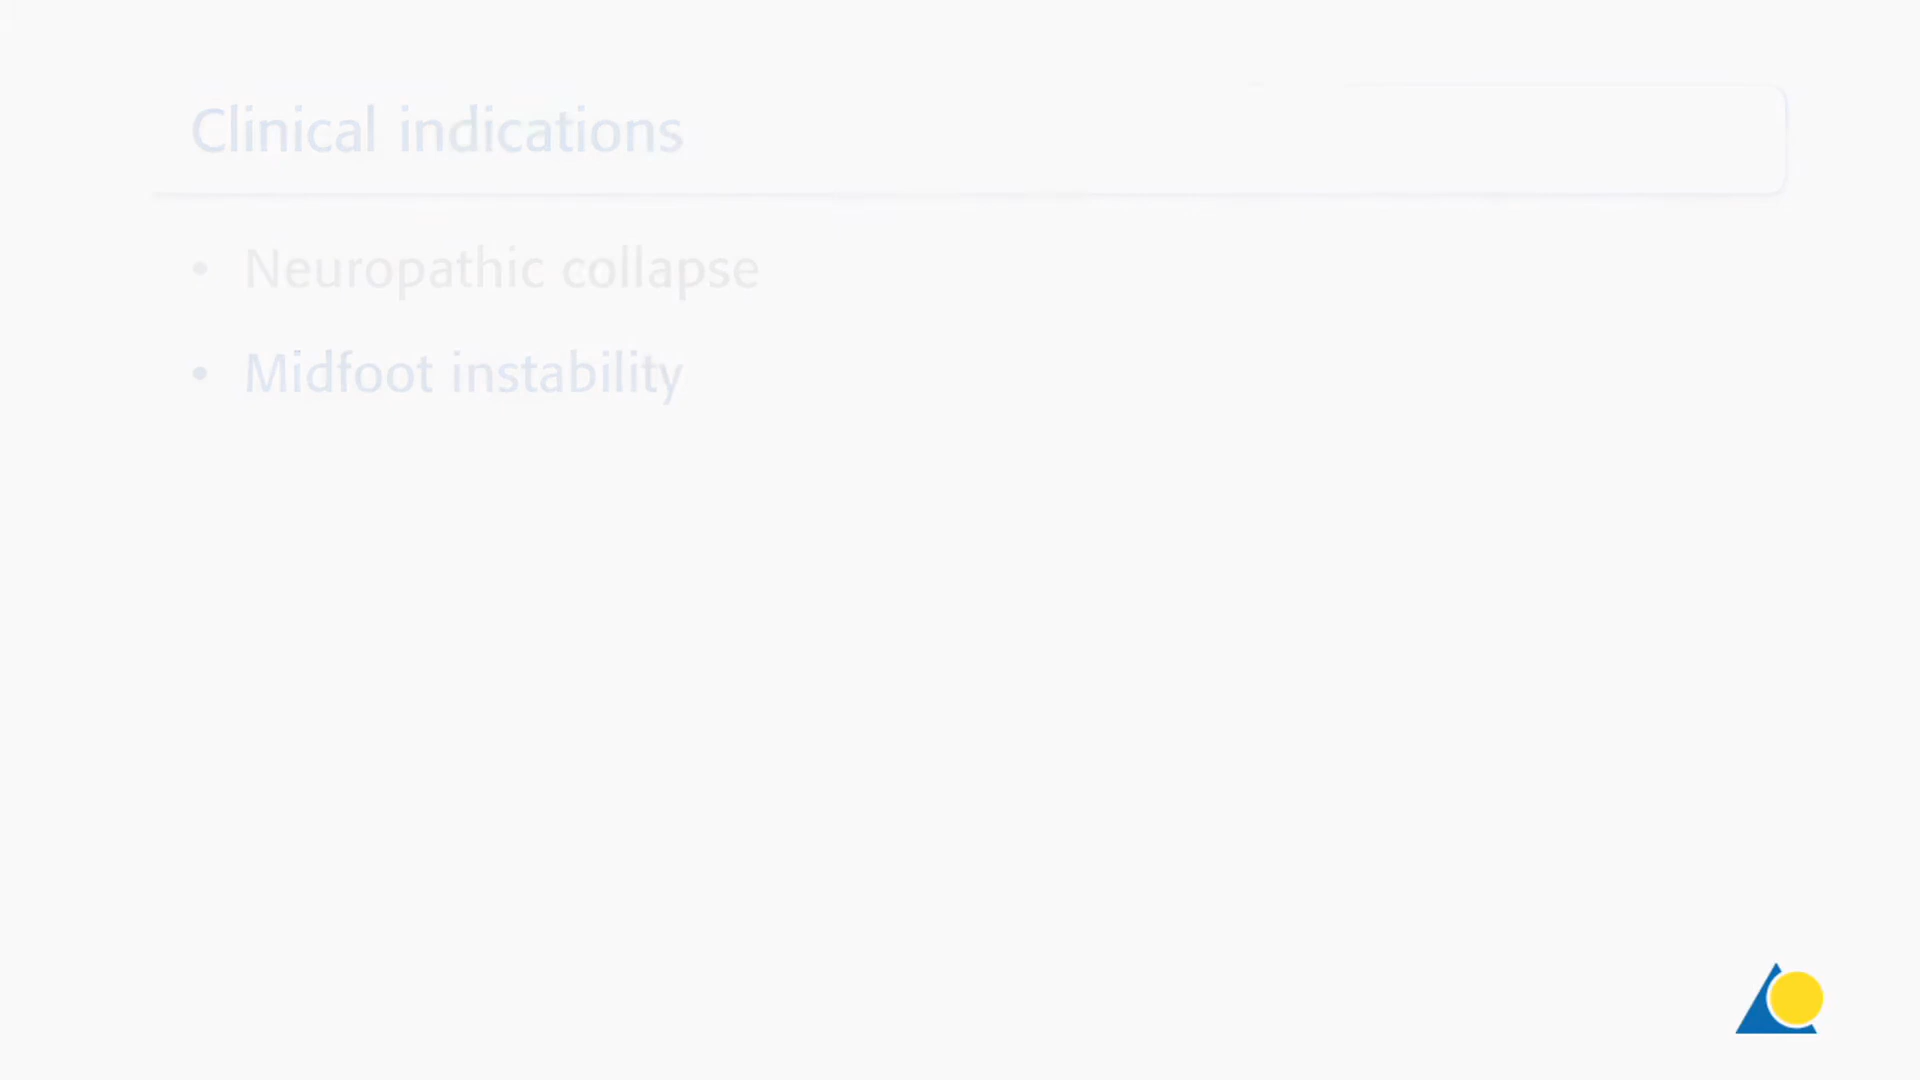 Clinical indications
• Neuropathic collapse
• Midfoot instability